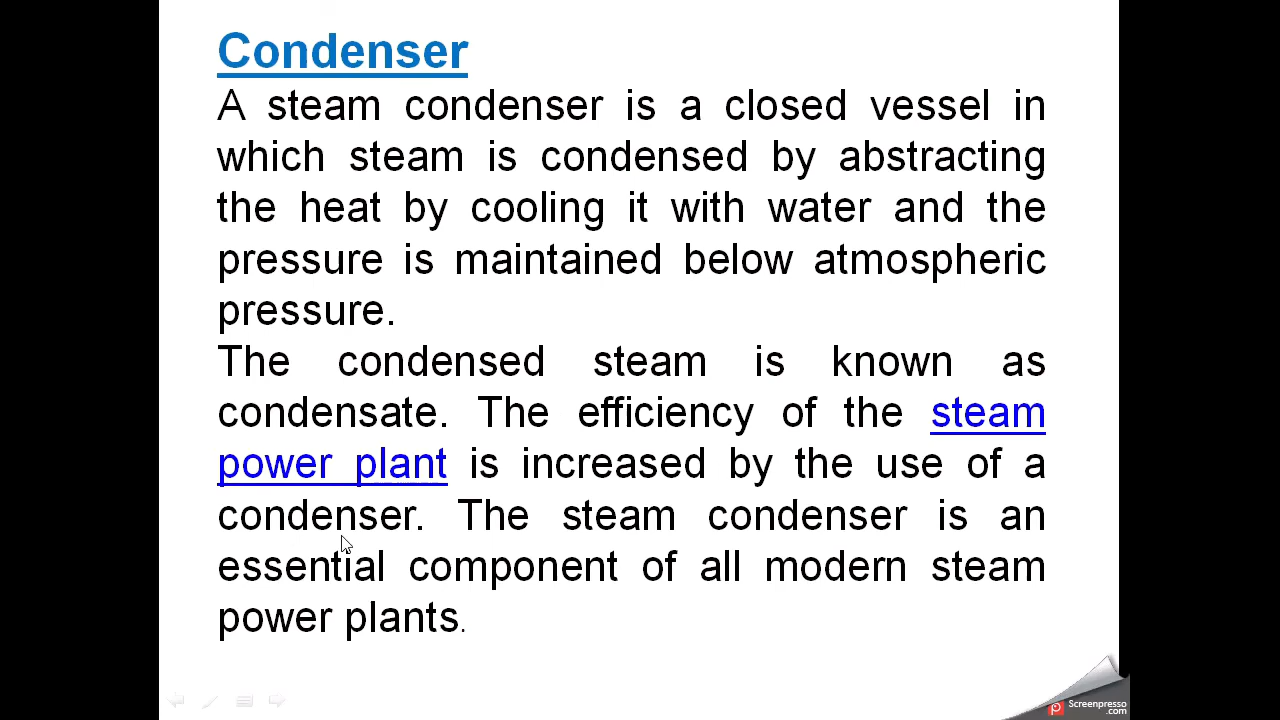 Condenser
A steam condenser is a closed vessel in
which steam is condensed by abstracting
the heat by cooling it with water and the
pressure is maintained below atmospheric
pressure.
The condensed steam is known as
condensate. The efficiency of the steam
power plant is increased by the use of a
condenser. The steam condenser is an
essential component of all modern steam
power plants.
Screenpresso
.com